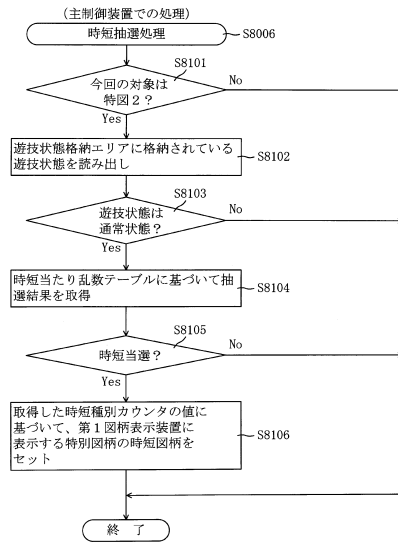 (主制御装置での処理)
時短抽選処理
S8006
S8101
今回の対象は
特図2?
No
Yes
遊技状態格納エリアに格納されている
遊技状態を読み出し
S8102
S8103
遊技状態は
通常状態?
No
Yes
時短当たり乱数テーブルに基づいて抽
選結果を取得
S8104
S8105
時短当選?
No
Yes
取得した時短種別カウンタの値に
基づいて、第1図柄表示装置に
表示する特別図柄の時短図柄を
セット
S8106
終 了